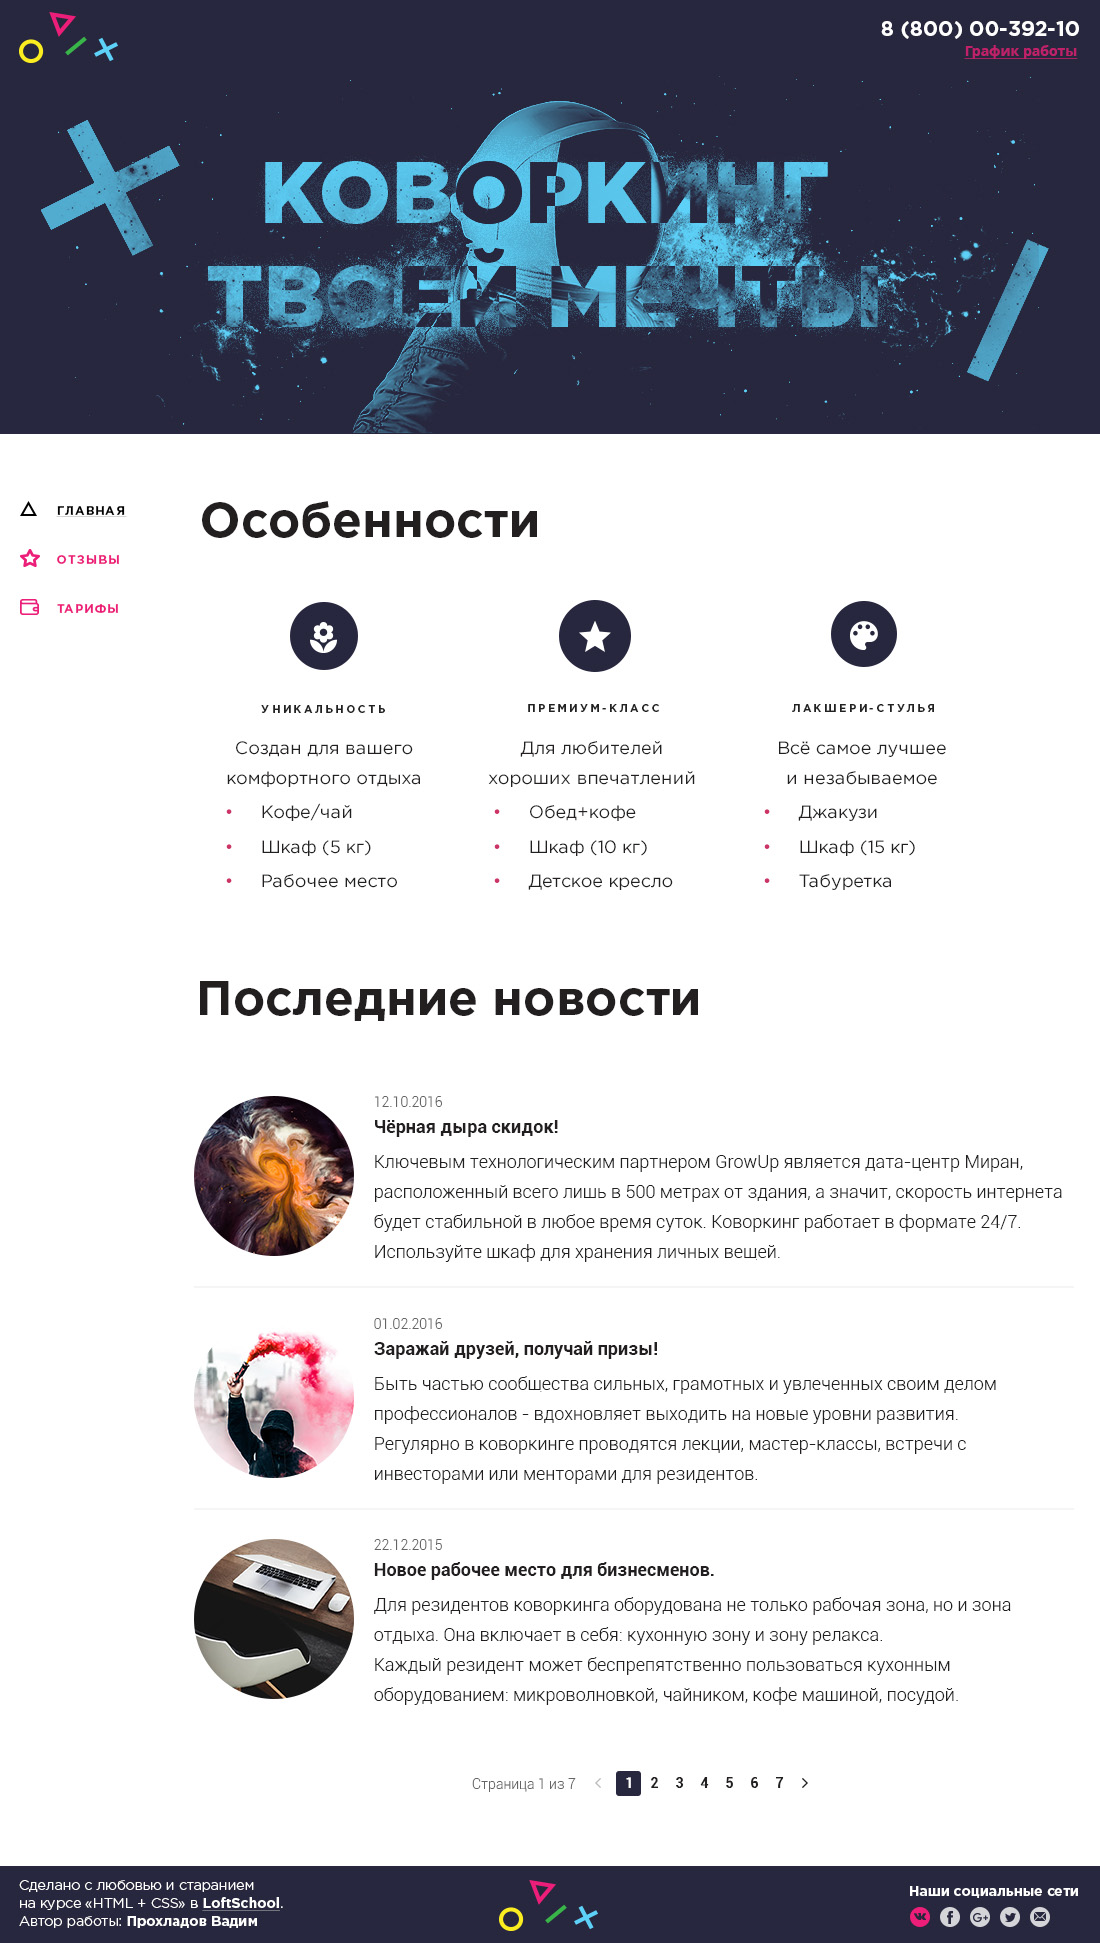 8 (800) 00-392-10
График работы
КОВОРКИНГ
ТВОЕЙ МЕЧТЫ
ГЛАВНАЯ
ОТЗЫВЫ
ТАРИФЫ
Особенности
УНИКАЛЬНОСТЬ
Создан для вашего
комфортного отдыха
• Кофе/чай
• Шкаф (5 кг)
• Рабочее место
ПРЕМИУМ-КЛАСС
Для любителей
хороших впечатлений
• Обед+кофе
• Шкаф (10 кг)
• Детское кресло
ЛАКШЕРИ-СТУЛЬЯ
Всё самое лучшее
и незабываемое
• Джакузи
• Шкаф (15 кг)
• Табуретка
Последние новости
12.10.2016
Чёрная дыра скидок!
Ключевым технологическим партнером GrowUp является дата-центр Миран,
расположенный всего лишь в 500 метрах от здания, а значит, скорость интернета
будет стабильной в любое время суток. Коворкинг работает в формате 24/7.
Используйте шкаф для хранения личных вешей.
01.02.2016
Заражай друзей, получай призы!
Быть частью сообщества сильных, грамотных и увлеченных своим делом
профессионалов - вдохновляет выходить на новые уровни развития.
Регулярно в коворкинге проводятся лекции, мастер-классы, встречи с
инвесторами или менторами для резидентов.
22.12.2015
Новое рабочее место для бизнесменов.
Для резидентов коворкинга оборудована не только рабочая зона, но и зона
отдыха. Она включает в себя: кухонную зону и зону релакса.
Каждый резидент может беспрепятственно пользоваться кухонным
оборудованием: микроволновкой, чайником, кофе машиной, посудой.
Страница 1 из 7 < 1 2 3 4 5 6 7 >
Сделано с любовью и старанием
на курсе «HTML + CSS» в LoftSchool.
Автор работы: Прохладов Вадим
Наши социальные сети